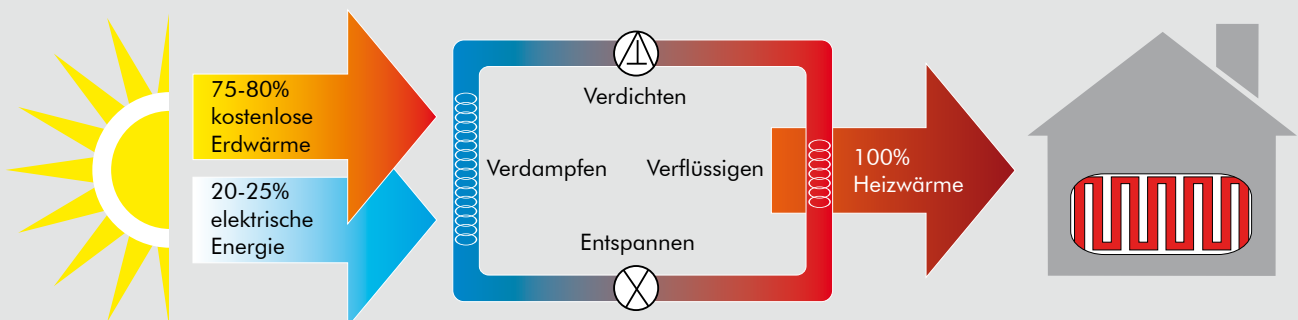 75-80%
kostenlose
Erdwärme
20-25%
elektrische
Energie
Verdichten
Verdampfen
Verflüssigen
Entspannen
100%
Heizwärme